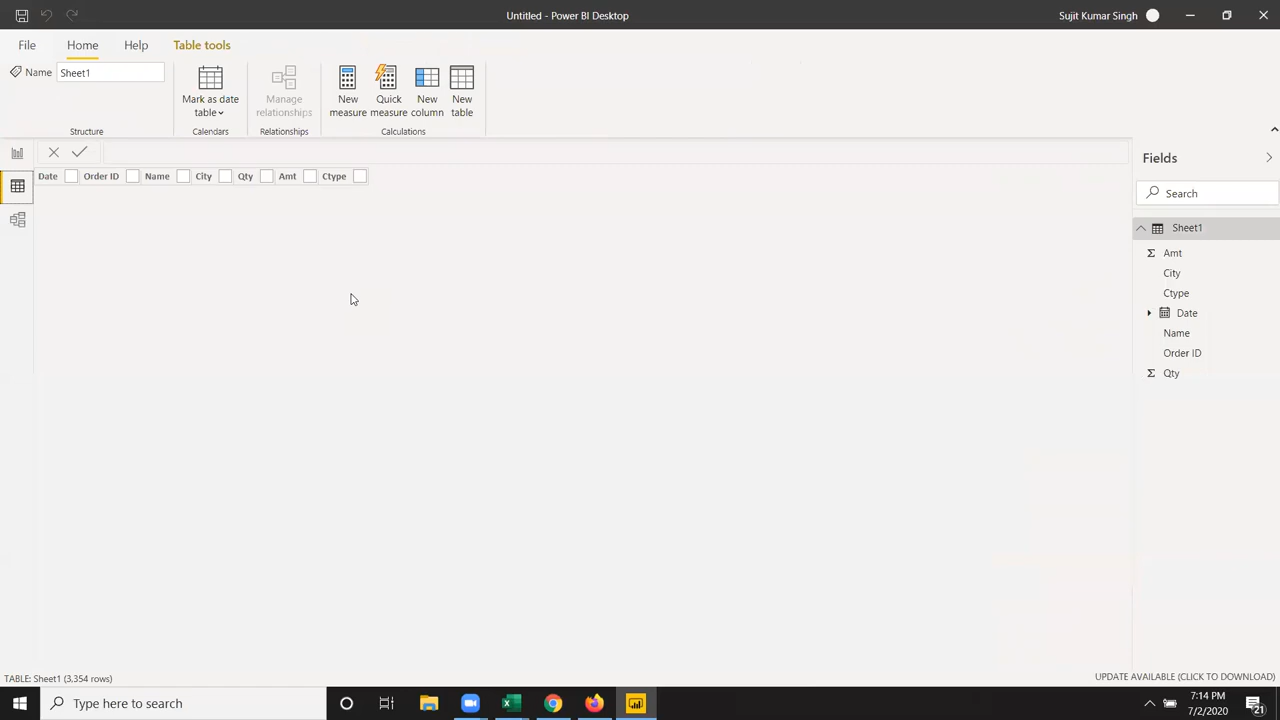 Untitled - Power BI Desktop
Sujit Kumar Singh
File
Home
Help
Table tools
Name
Sheet1
Mark as date
table
Manage
relationships
New
measure
Quick
measure
New
column
New
table
Structure
Calendars
Relationships
Calculations
Fields
Search
Date
Order ID
Name
City
Qty
Amt
Ctype
Sheet1
Amt
City
Ctype
Date
Name
Order ID
Qty
TABLE: Sheet1 (3,354 rows)
UPDATE AVAILABLE (CLICK TO DOWNLOAD)
Type here to search
7:14 PM
7/2/2020
21